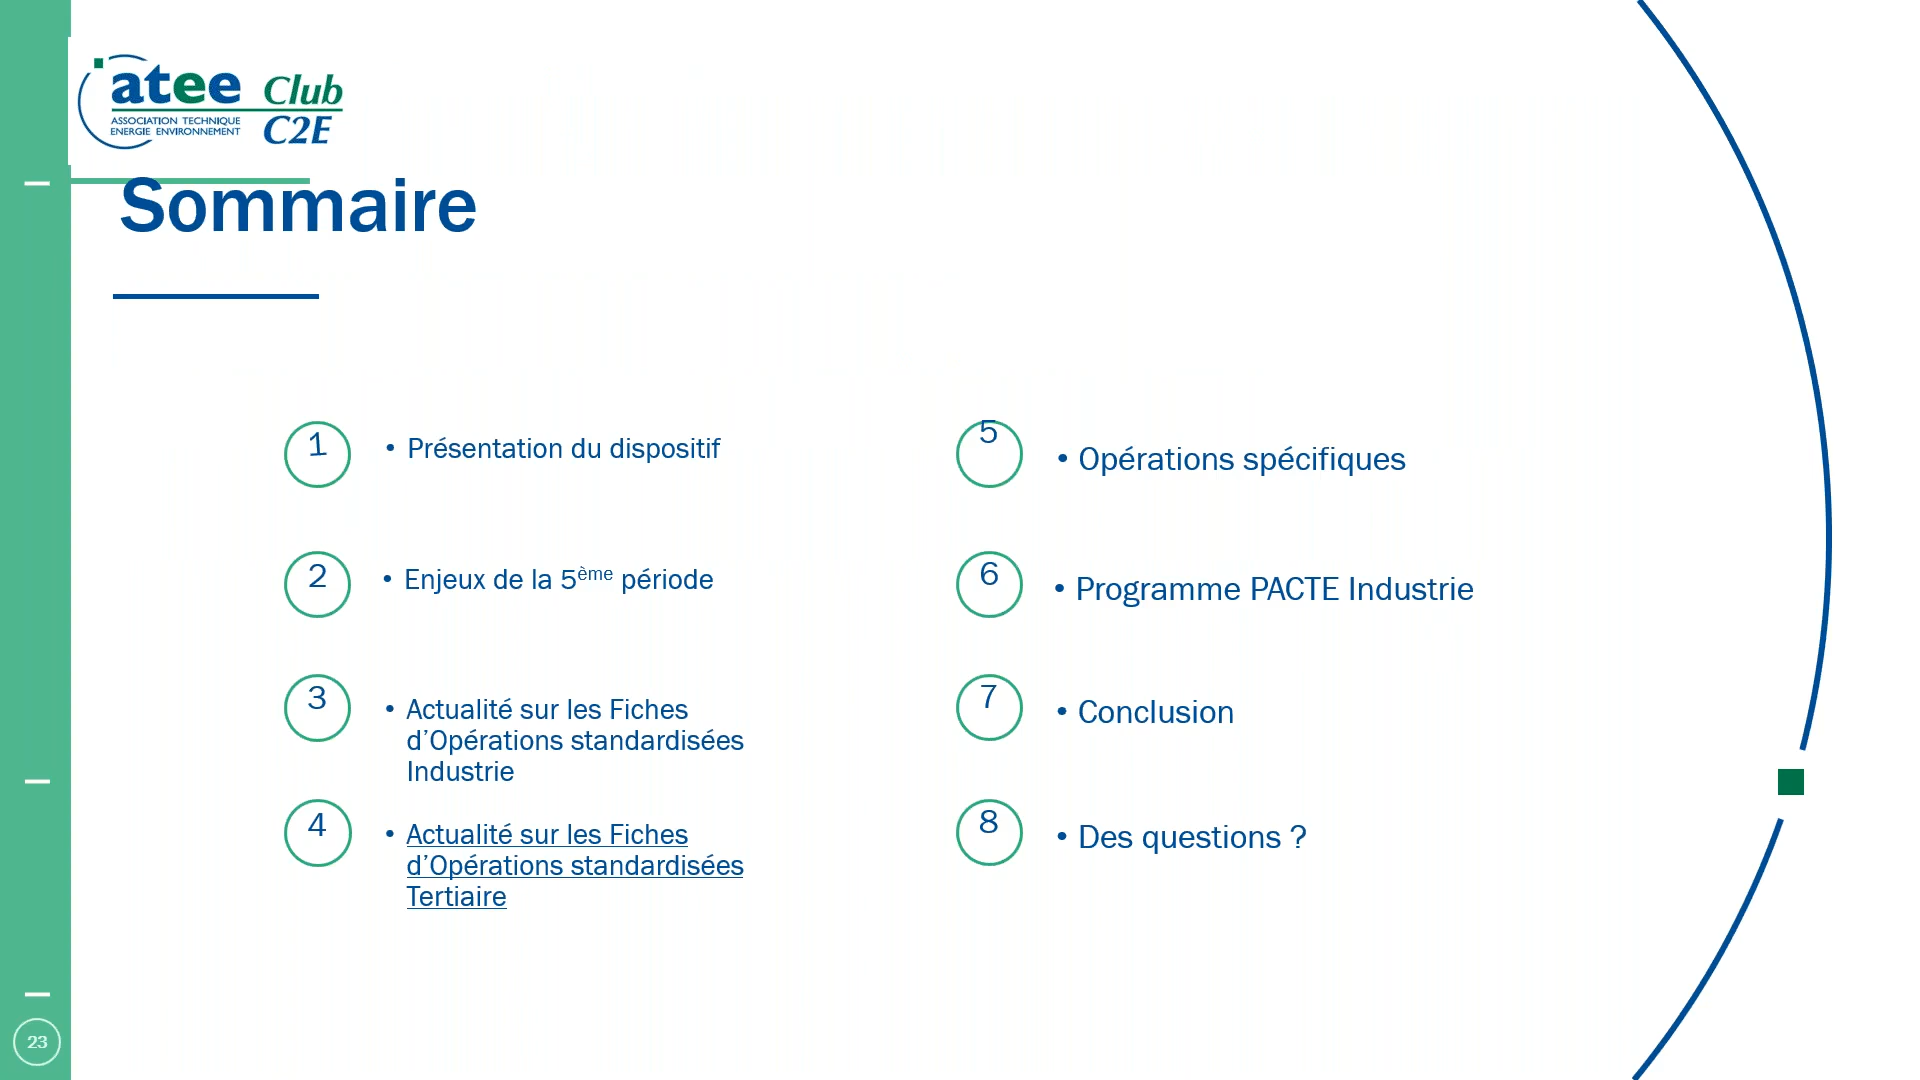 atee Club
ASSOCIATION TECHNIQUE
ENERGIE ENVIRONNEMENT
C2E
Sommaire
1
• Présentation du dispositif
2
• Enjeux de la 5ème période
3
• Actualité sur les Fiches
d’Opérations standardisées
Industrie
4
• Actualité sur les Fiches
d’Opérations standardisées
Tertiaire
5
• Opérations spécifiques
6
• Programme PACTE Industrie
7
• Conclusion
8
• Des questions ?
23